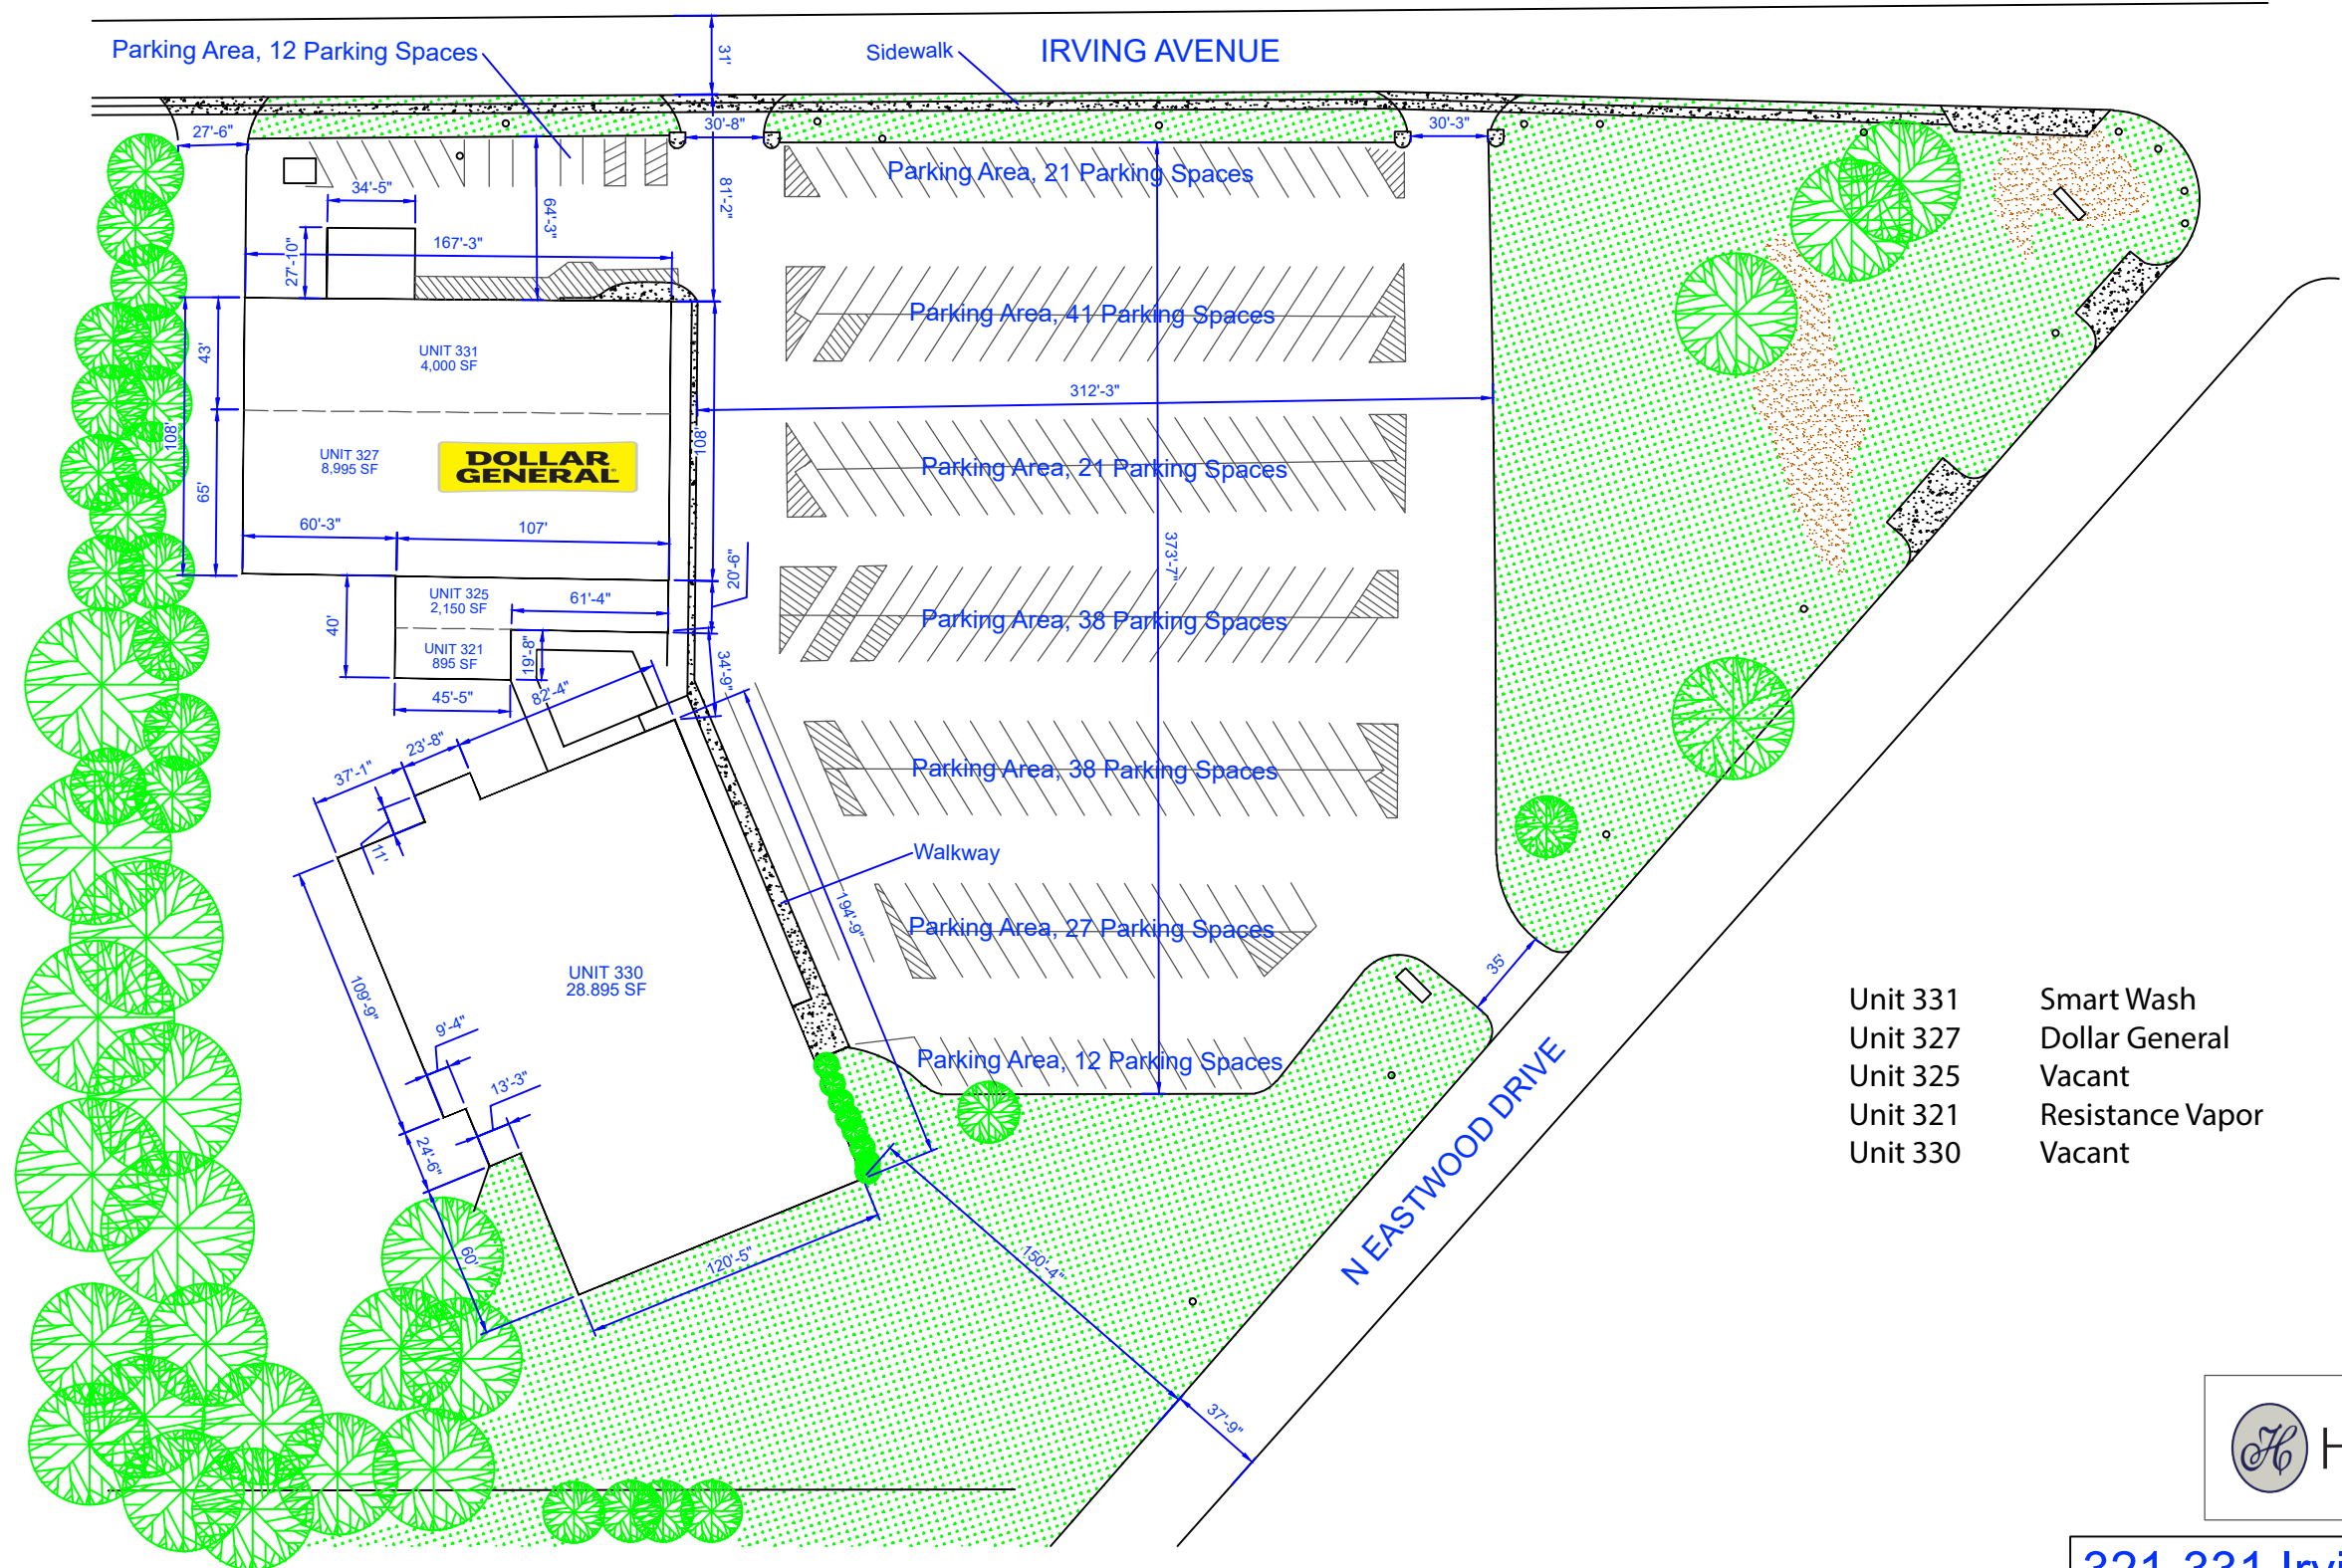 IRVING AVENUE
Parking Area, 12 Parking Spaces
Sidewalk
31'
27'-6"
30'-8"
30'-3"
Parking Area, 21 Parking Spaces
34'-5"
64'-3"
81'-2"
27'-10"
167'-3"
Parking Area, 41 Parking Spaces
43'
UNIT 331
4,000 SF
312'-3"
108'
108'
UNIT 327
8,995 SF
DOLLAR
GENERAL
Parking Area, 21 Parking Spaces
65'
60'-3"
107'
373'-7"
20'-6"
UNIT 325
2,150 SF
61'-4"
40'
Parking Area, 38 Parking Spaces
UNIT 321
895 SF
19'-8"
34'-9"
45'-5"
82'-4"
23'-8"
37'-1"
Parking Area, 38 Parking Spaces
11'
Walkway
194'-9"
Parking Area, 27 Parking Spaces
UNIT 330
28.895 SF
35'
109'-9"
9'-4"
Parking Area, 12 Parking Spaces
13'-3"
24'-6"
N EASTWOOD DRIVE
60'
120'-5"
150'-4"
37'-9"
Unit 331 Smart Wash
Unit 327 Dollar General
Unit 325 Vacant
Unit 321 Resistance Vapor
Unit 330 Vacant
H
321-331 Irvi